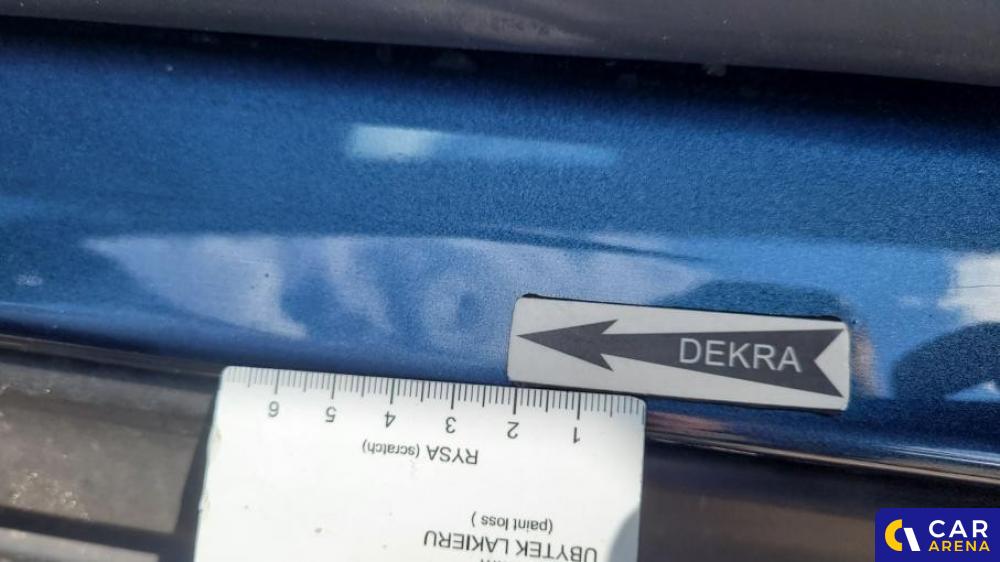 DEKRA
1 2 3 4 5 6
RYSA (scratch)
UBYTEK LAKIERU
(paint loss )
CAR
ARENA